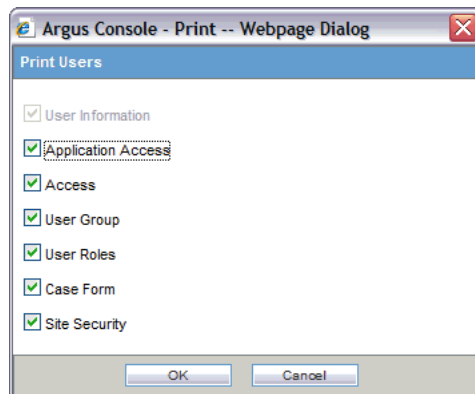 Argus Console - Print -- Webpage Dialog
Print Users
User Information
Application Access
Access
User Group
User Roles
Case Form
Site Security
OK Cancel